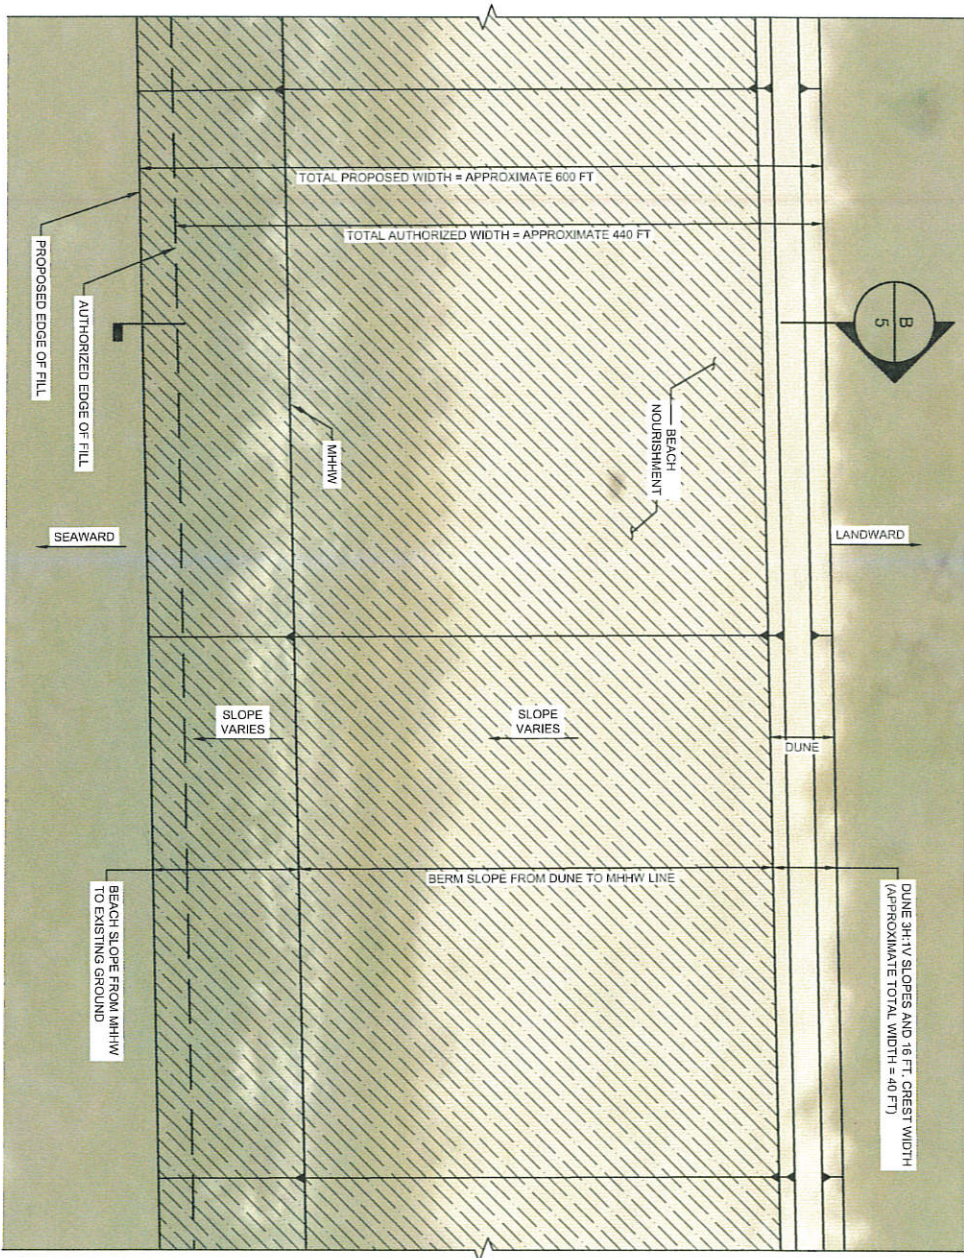 TOTAL PROPOSED WIDTH = APPROXIMATE 600 FT
TOTAL AUTHORIZED WIDTH = APPROXIMATE 440 FT
PROPOSED EDGE OF FILL
AUTHORIZED EDGE OF FILL
B
5
MHHW
BEACH
NOURISHMENT
SEAWARD
LANDWARD
SLOPE
VARIES
SLOPE
VARIES
DUNE
BERM SLOPE FROM DUNE TO MHHW LINE
BEACH SLOPE FROM MHHW
TO EXISTING GROUND
DUNE 3H:1V SLOPES AND 16 FT. CREST WIDTH
(APPROXIMATE TOTAL WIDTH = 40 FT)